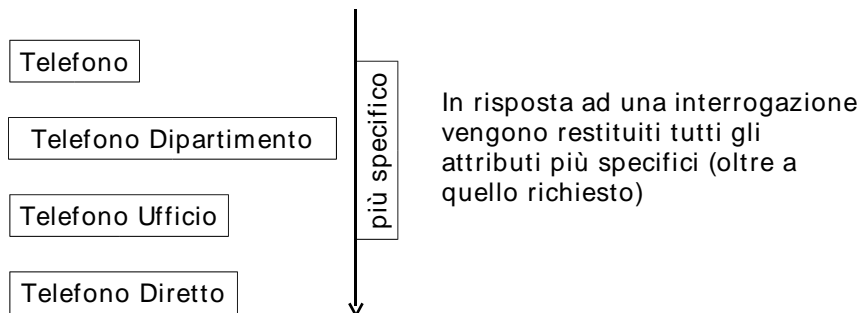 Telefono
Telefono Dipartimento
Telefono Ufficio
Telefono Diretto
più specifico
In risposta ad una interrogazione
vengono restituiti tutti gli
attributi più specifici (oltre a
quello richiesto)